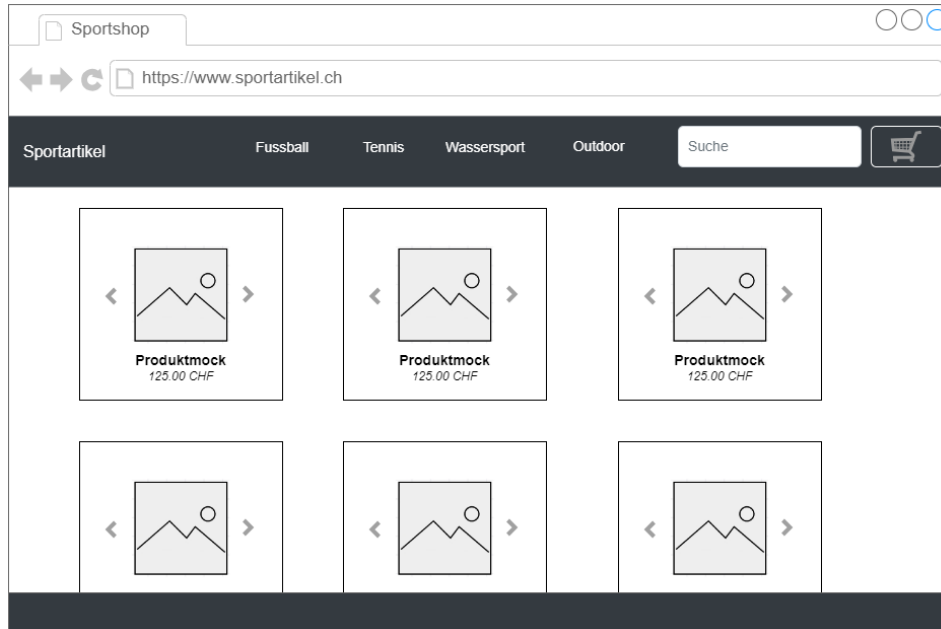 Sportshop
https://www.sportartikel.ch
Sportartikel Fussball Tennis Wassersport Outdoor Suche
Produktmock Produktmock Produktmock
125.00 CHF 125.00 CHF 125.00 CHF